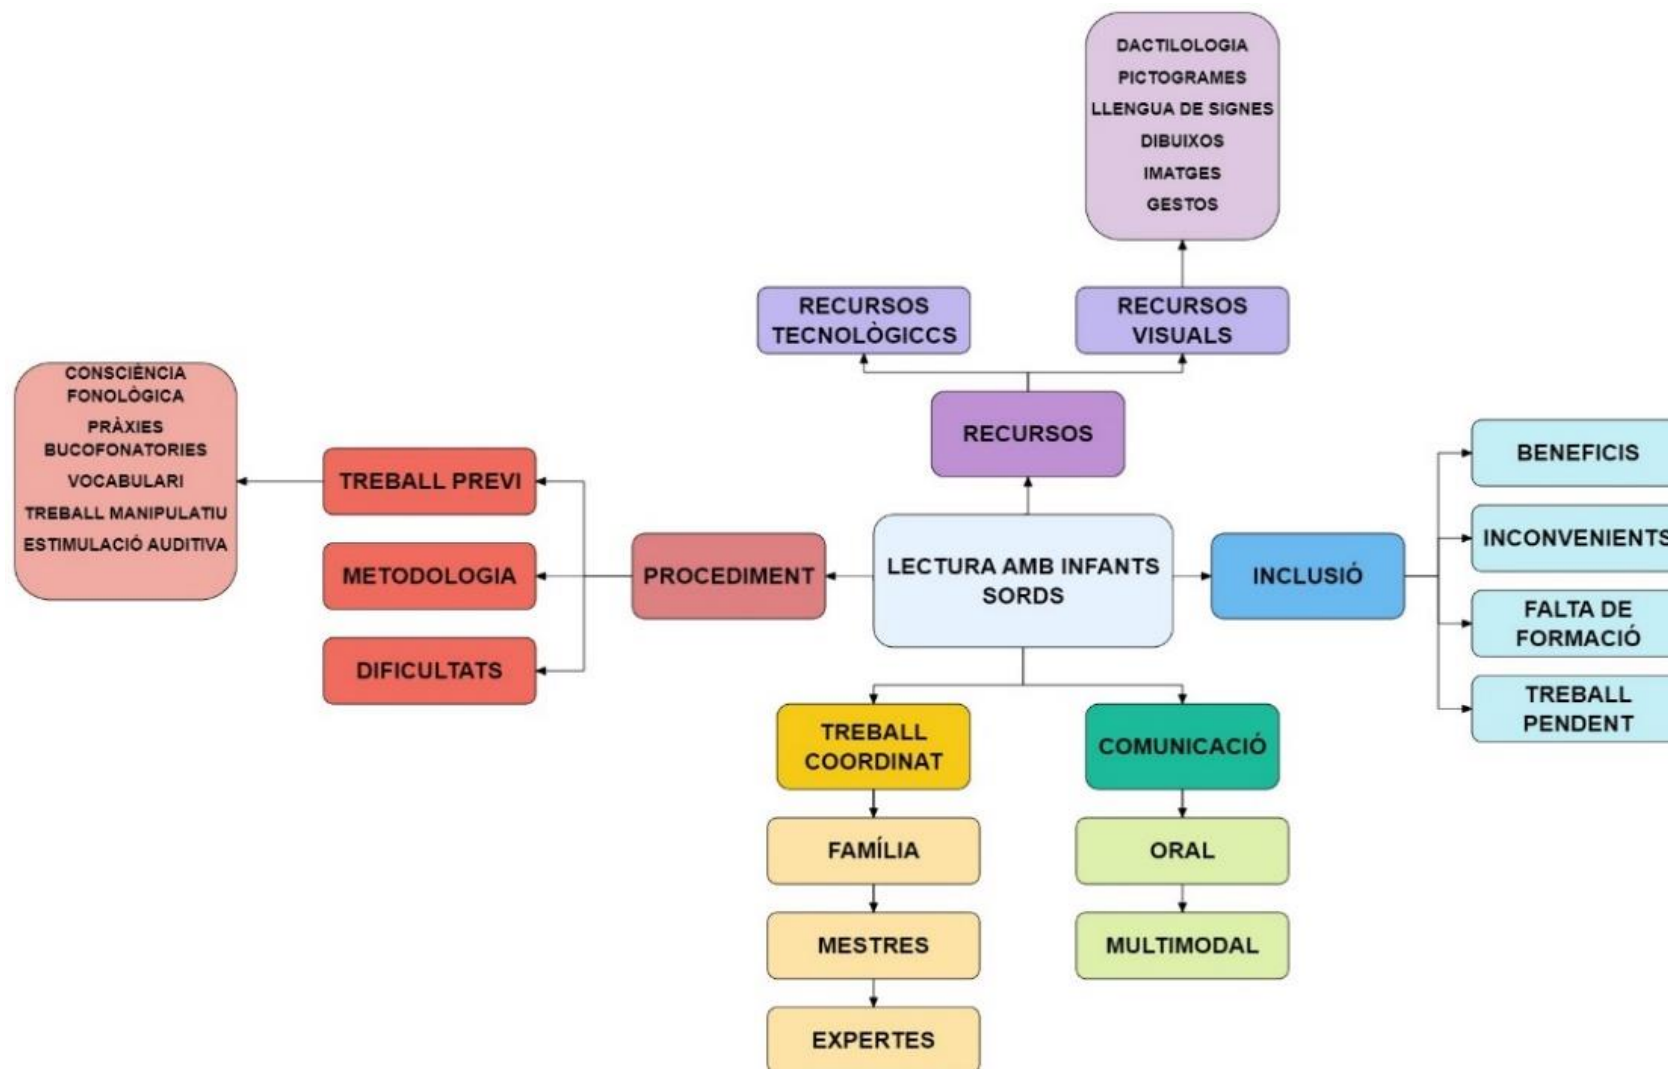 DACTILOLOGIA
PICTOGRAMES
LLENGUA DE SIGNES
DIBUIXOS
IMATGES
GESTOS
RECURSOS
TECNOLÒGICCS
RECURSOS
VISUALS
RECURSOS
CONSCIÈNCIA
FONOLÒGICA
PRÀXIES
BUCOFONATORIES
VOCABULARI
TREBALL MANIPULATIU
ESTIMULACIÓ AUDITIVA
TREBALL PREVI
METODOLOGIA
DIFICULTATS
PROCEDIMENT
LECTURA AMB INFANTS
SORDS
INCLUSIÓ
BENEFICIS
INCONVENIENTS
FALTA DE
FORMACIÓ
TREBALL
PENDENT
TREBALL
COORDINAT
FAMÍLIA
MESTRES
EXPERTES
COMUNICACIÓ
ORAL
MULTIMODAL